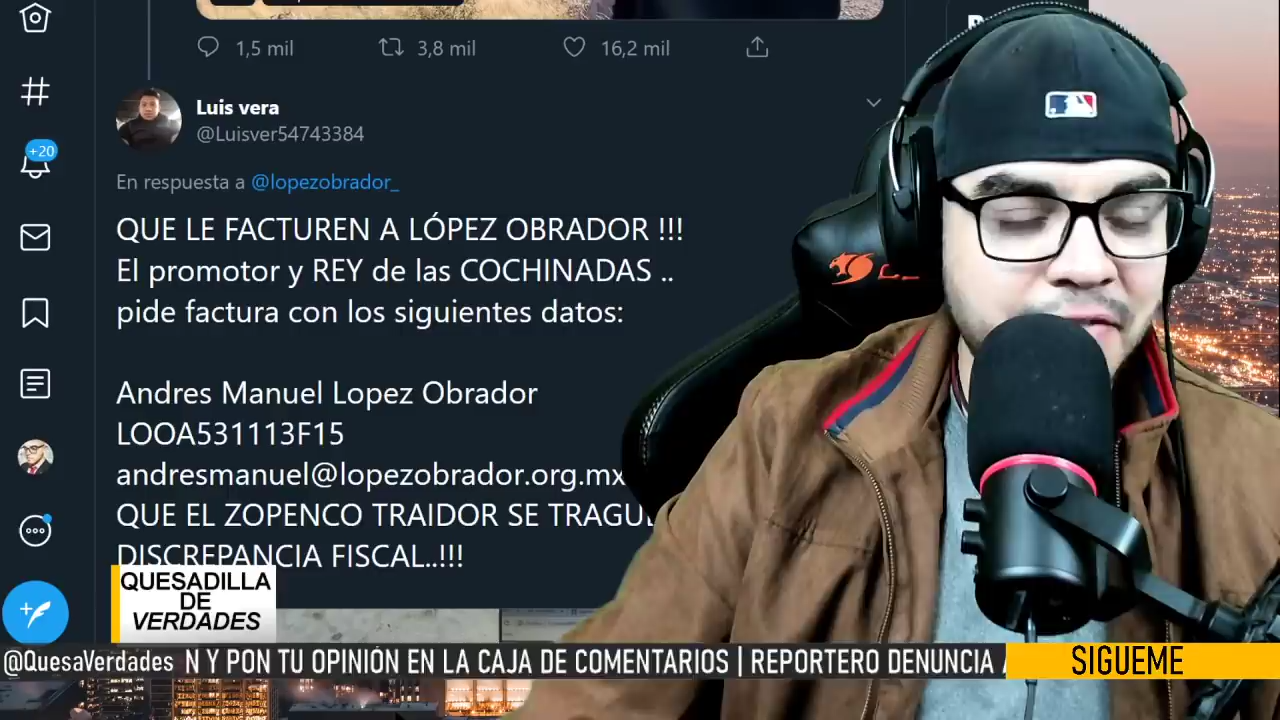 1,5 mil 3,8 mil 16,2 mil
Luis vera
@Luisver54743384
+20
En respuesta a @lopezobrador_
QUE LE FACTUREN A LÓPEZ OBRADOR !!!
El promotor y REY de las COCHINADAS ..
pide factura con los siguientes datos:
Andres Manuel Lopez Obrador
LOOA531113F15
andresmanuel@lopezobrador.org.mx
QUE EL ZOPENCO TRAIDOR SE TRAGUE
DISCREPANCIA FISCAL..!!!
QUESADILLA
DE
VERDADES
@QuesaVerdades N Y PON TU OPINIÓN EN LA CAJA DE COMENTARIOS | REPORTERO DENUNCIA
SIGUEME